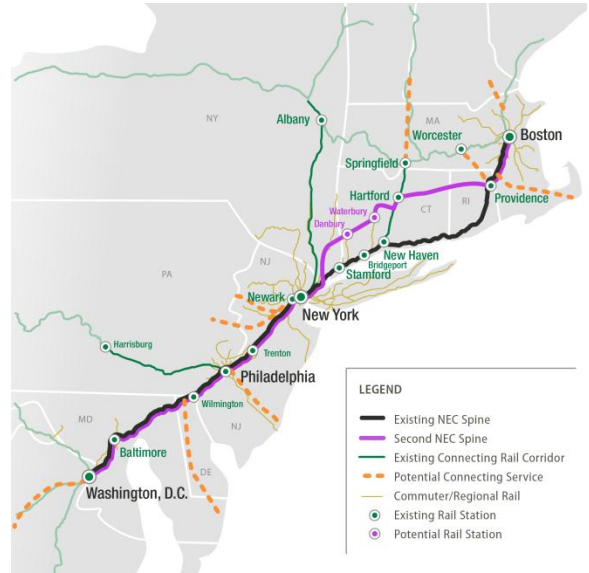 NY
Albany
MA
Worcester
Boston
Springfield
Hartford
Providence
Waterbury
CT
RI
Danbury
New Haven
Bridgeport
Stamford
PA
NJ
Newark
New York
Harrisburg
Trenton
Philadelphia
Wilmington
NJ
MD
Baltimore
DE
Washington, D.C.
LEGEND
Existing NEC Spine
Second NEC Spine
Existing Connecting Rail Corridor
Potential Connecting Service
Commuter/Regional Rail
Existing Rail Station
Potential Rail Station